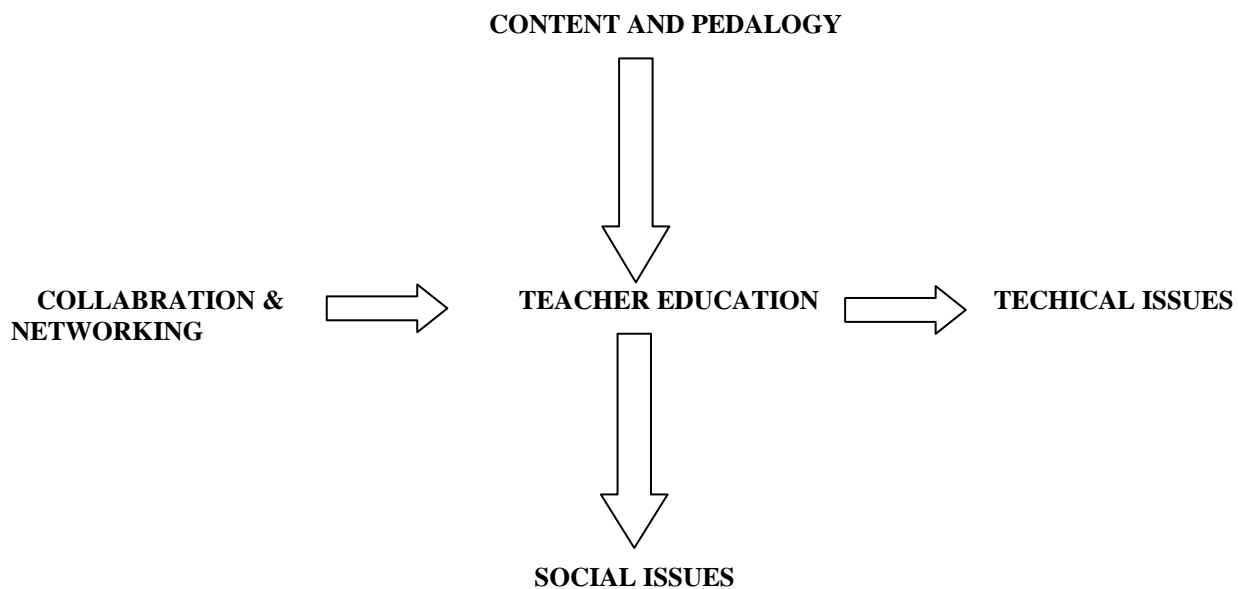 CONTENT AND PEDALOGY
COLLABRATION &
NETWORKING
TEACHER EDUCATION
TECHICAL ISSUES
SOCIAL ISSUES